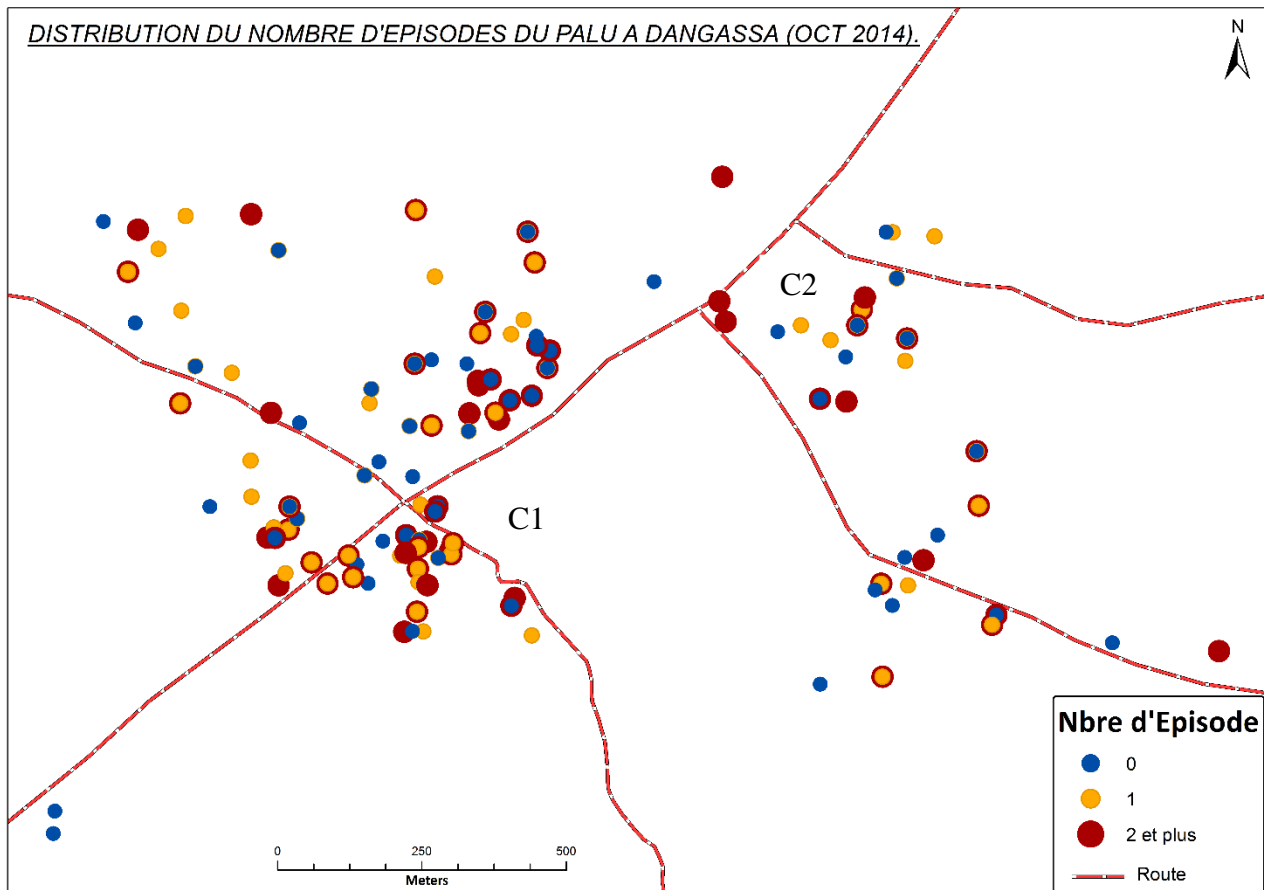 DISTRIBUTION DU NOMBRE D'EPISODES DU PALU A DANGASSA (OCT 2014).
N
C2
C1
Nbre d'Episode
0
1
2 et plus
Route
0 250 500
Meters